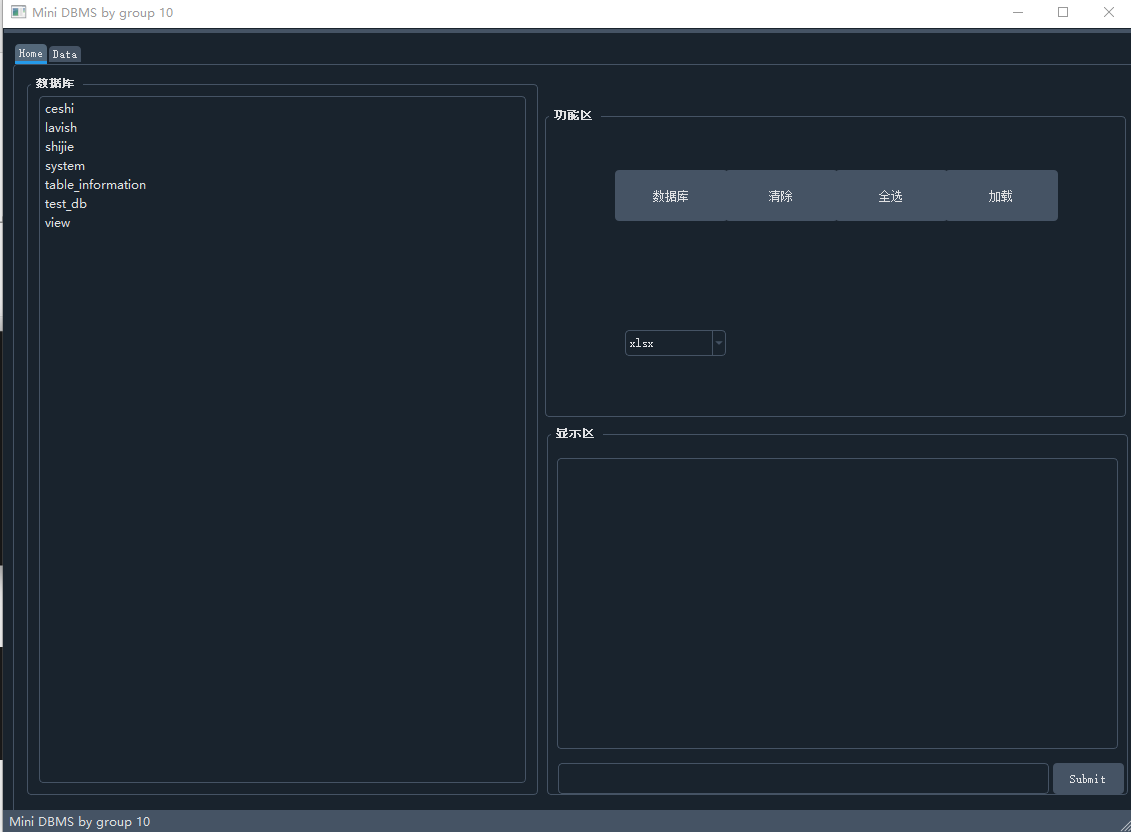 Mini DBMS by group 10
Home Data
数据库
ceshi
lavish
shijie
system
table_information
test_db
view
功能区
数据库 清除 全选 加载
xlsx
显示区
Submit
Mini DBMS by group 10